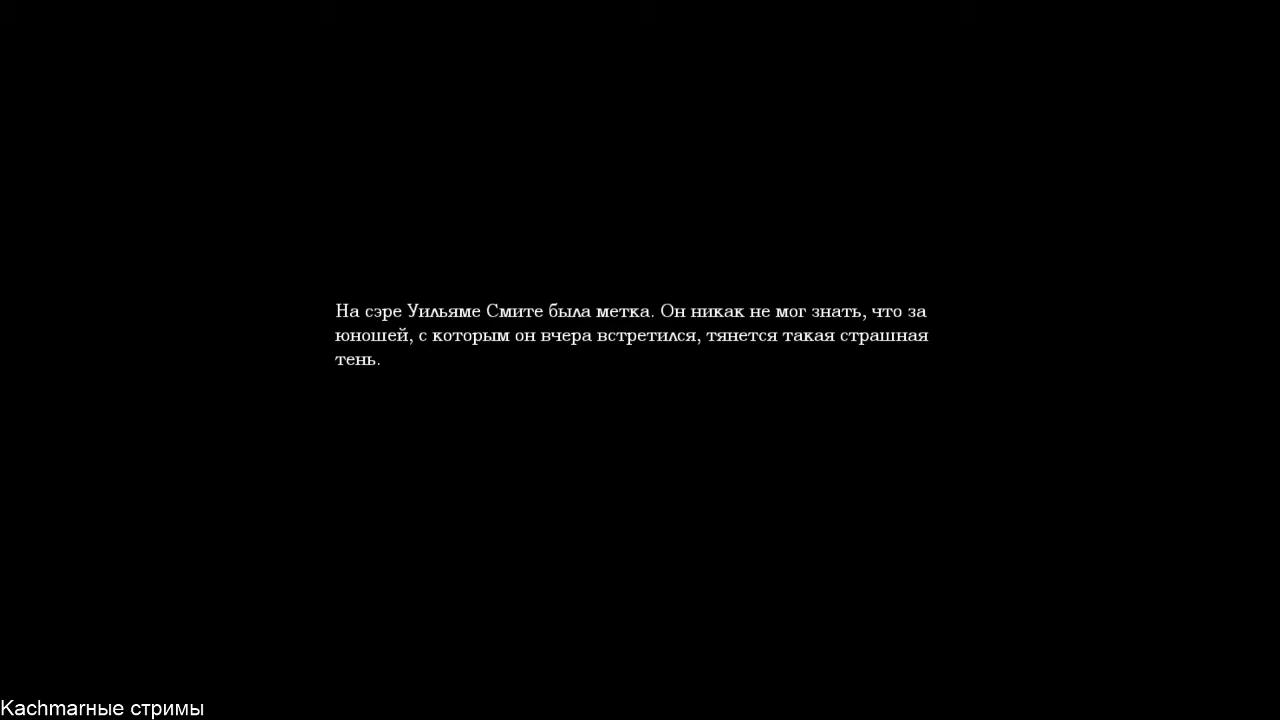 На сэре Уильяме Смите была метка. Он никак не мог знать, что за
юношей, с которым он вчера встретился, тянется такая страшная
тень.
Kachmarные стримы